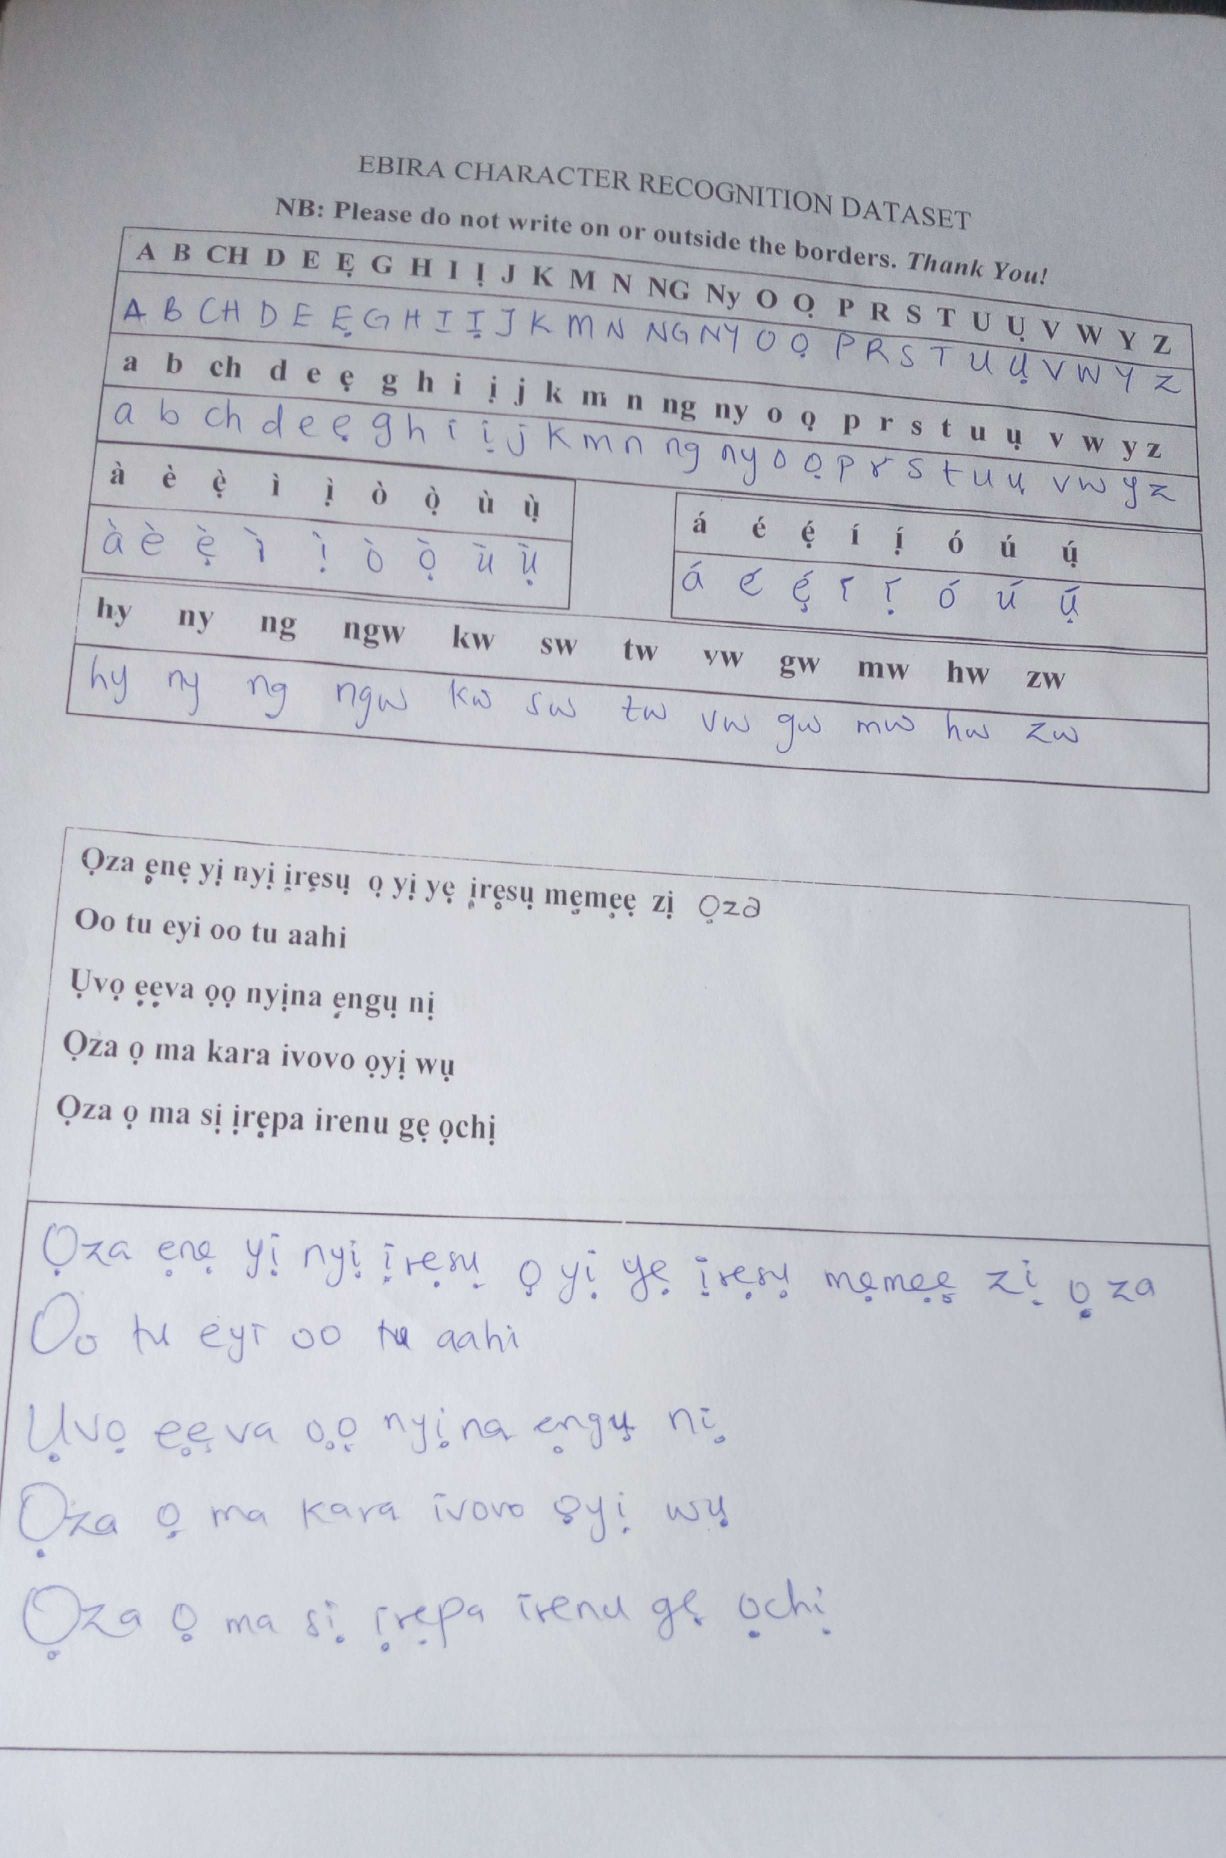 EBIRA CHARACTER RECOGNITION DATASET
NB: Please do not write on or outside the borders. Thank You!
A B CH D E Ẹ G H I Ị J K M N NG Ny O Ọ P R S T U Ụ V W Y Z
A B CH D E Ẹ G H I Ị J K M N NG NY O Ọ P R S T U Ụ V W Y Z
a b ch d e ẹ g h i ị j k m n ng ny o ọ p r s t u ụ v w y z
a b ch d e ẹ g h i ị j k m n ng ny o ọ p r s t u ụ v w y z
à è ẹ̀ ì ị̀ ò ọ̀ ù ụ̀
à è ẹ̀ ì ị̀ ò ọ̀ ù ụ̀
á é ẹ́ í ị́ ó ú ụ́
á é ẹ́ í ị́ ó ú ụ́
hy ny ng ngw kw sw tw vw gw mw hw zw
hy ny ng ngw kw sw tw vw gw mw hw zw
Ọza ẹnẹ yị nyị ịrẹsụ ọ yị yẹ ịrẹsụ mẹmẹẹ zị Ọza
Oo tu eyi oo tu aahi
Ụvọ ẹẹva ọọ nyịna ẹngụ nị
Ọza ọ ma kara ivovo ọyị wụ
Ọza ọ ma sị ịrẹpa irenu gẹ ọchị
Ọza ẹnẹ yị nyị ịrẹsụ ọ yị yẹ ịrẹsụ mẹmẹẹ zị ọza
Oo tu eyi oo tu aahi
Ụvọ ẹẹva ọọ nyịna ẹngụ nị
Ọza ọ ma kara ivovo ọyị wụ
Ọza ọ ma sị ịrẹpa irenu gẹ ọchị